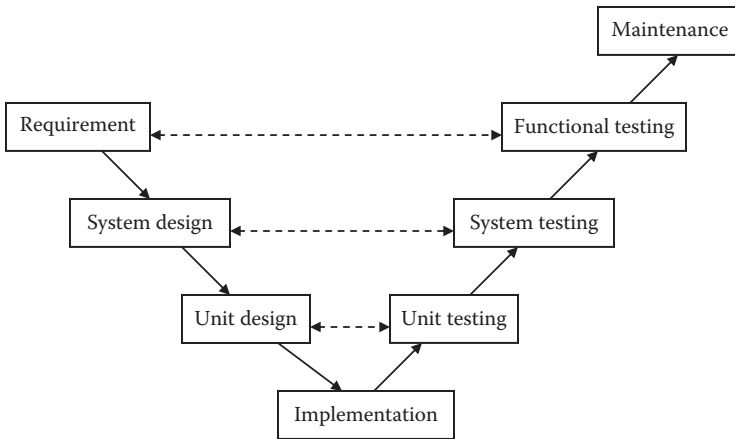 Maintenance
Requirement
Functional testing
System design
System testing
Unit design
Unit testing
Implementation